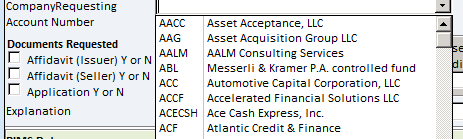 CompanyRequesting
Account Number
Documents Requested
Affidavit (Issuer) Y or N
Affidavit (Seller) Y or N
Application Y or N
Explanation
AACC Asset Acceptance, LLC
AAG Asset Acquisition Group LLC
AALM AALM Consulting Services
ABL Messerli & Kramer P.A. controlled fund
ACC Automotive Capital Corporation, LLC
ACCF Accelerated Financial Solutions LLC
ACECSH Ace Cash Express, Inc.
ACF Atlantic Credit & Finance